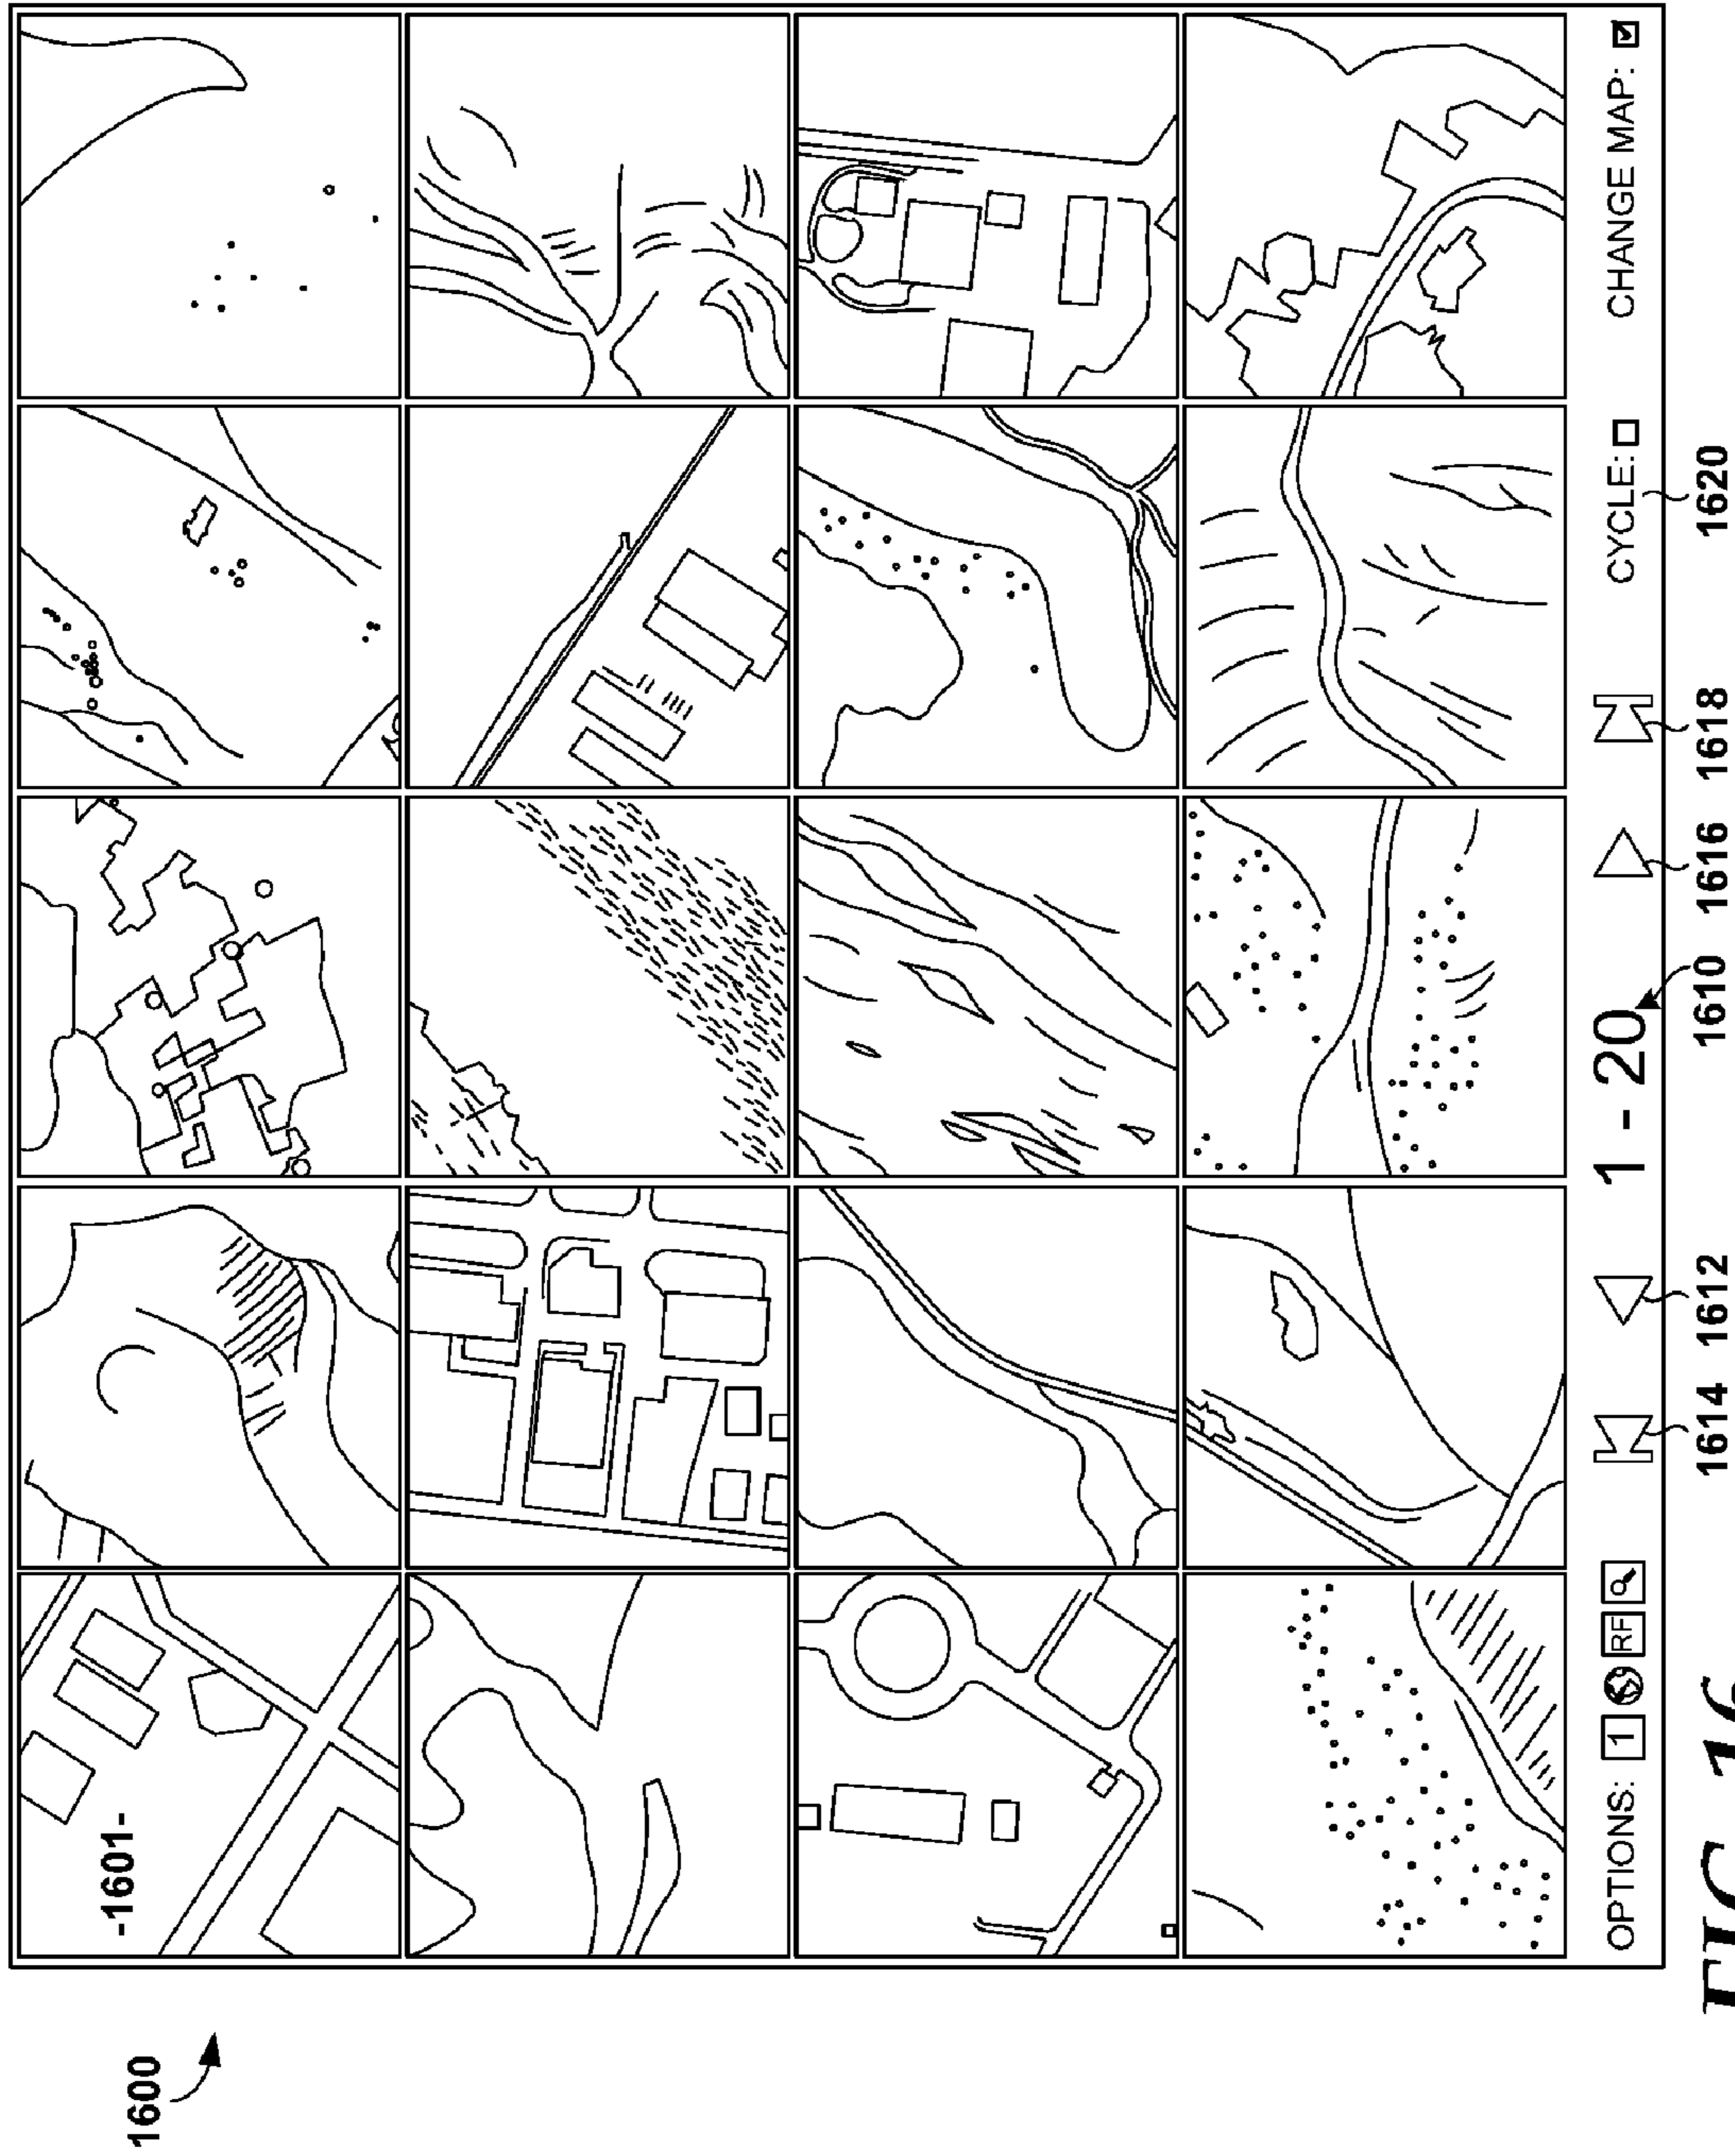 1600
-1601-
OPTIONS: 1 RF 1 - 20 CYCLE: CHANGE MAP:
1614 1612 1610 1616 1618 1620
FIG 16